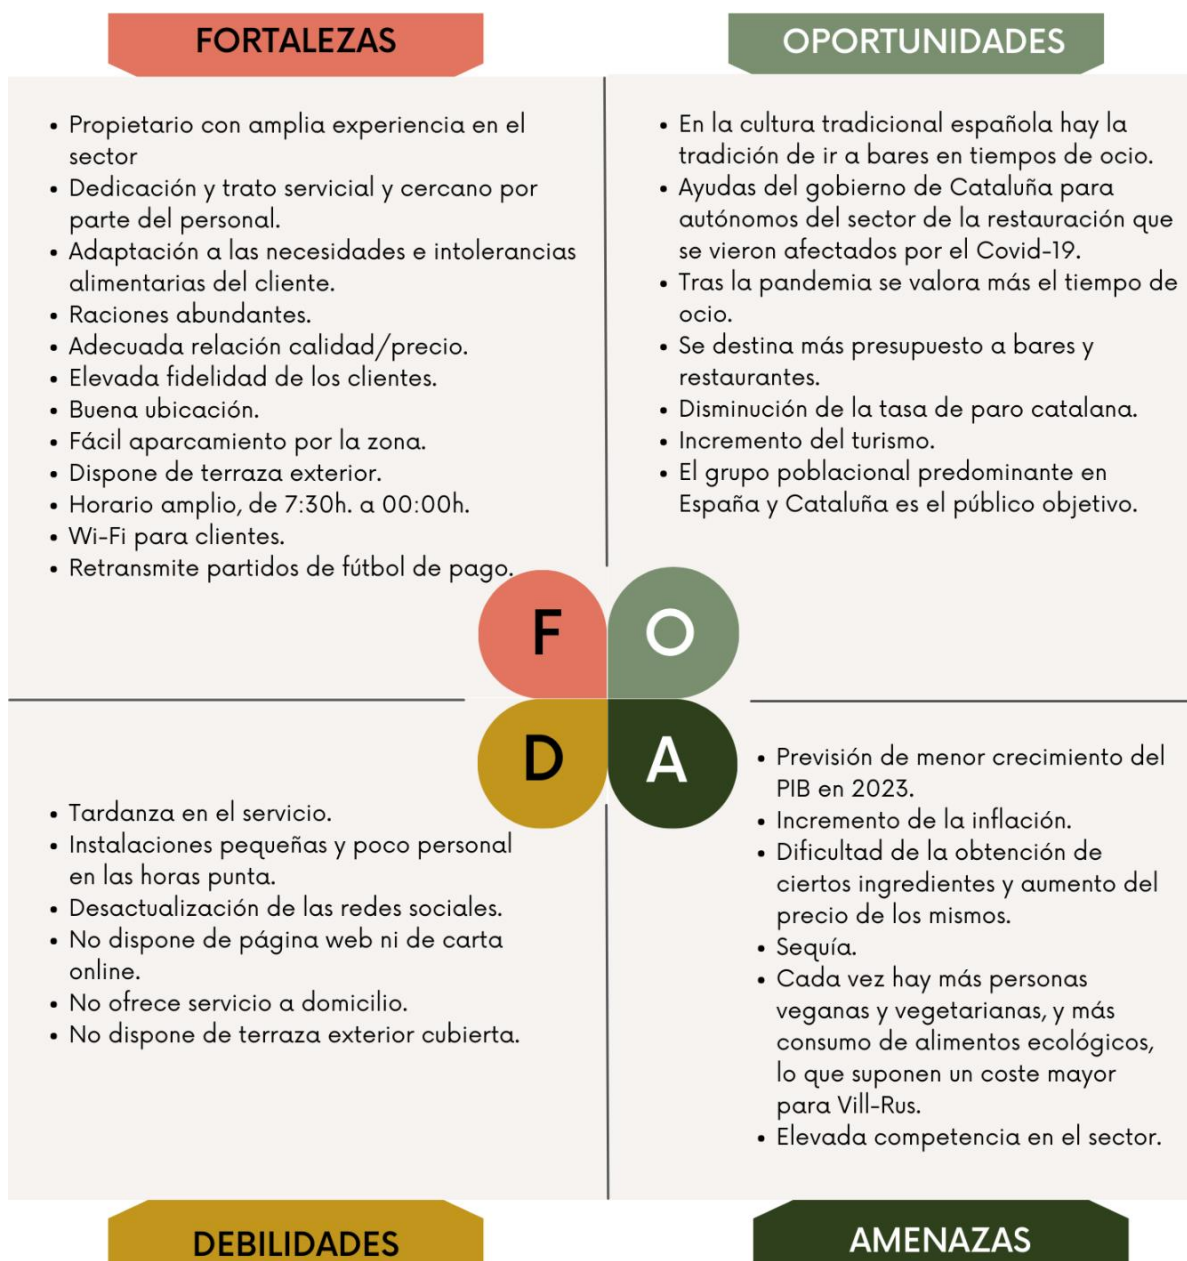 FORTALEZAS
• Propietario con amplia experiencia en el
sector
• Dedicación y trato servicial y cercano por
parte del personal.
• Adaptación a las necesidades e intolerancias
alimentarias del cliente.
• Raciones abundantes.
• Adecuada relación calidad/precio.
• Elevada fidelidad de los clientes.
• Buena ubicación.
• Fácil aparcamiento por la zona.
• Dispone de terraza exterior.
• Horario amplio, de 7:30h. a 00:00h.
• Wi-Fi para clientes.
• Retransmite partidos de fútbol de pago.
OPORTUNIDADES
• En la cultura tradicional española hay la
tradición de ir a bares en tiempos de ocio.
• Ayudas del gobierno de Cataluña para
autónomos del sector de la restauración que
se vieron afectados por el Covid-19.
• Tras la pandemia se valora más el tiempo de
ocio.
• Se destina más presupuesto a bares y
restaurantes.
• Disminución de la tasa de paro catalana.
• Incremento del turismo.
• El grupo poblacional predominante en
España y Cataluña es el público objetivo.
F
O
D
A
• Tardanza en el servicio.
• Instalaciones pequeñas y poco personal
en las horas punta.
• Desactualización de las redes sociales.
• No dispone de página web ni de carta
online.
• No ofrece servicio a domicilio.
• No dispone de terraza exterior cubierta.
DEBILIDADES
• Previsión de menor crecimiento del
PIB en 2023.
• Incremento de la inflación.
• Dificultad de la obtención de
ciertos ingredientes y aumento del
precio de los mismos.
• Sequía.
• Cada vez hay más personas
veganas y vegetarianas, y más
consumo de alimentos ecológicos,
lo que suponen un coste mayor
para Vill-Rus.
• Elevada competencia en el sector.
AMENAZAS